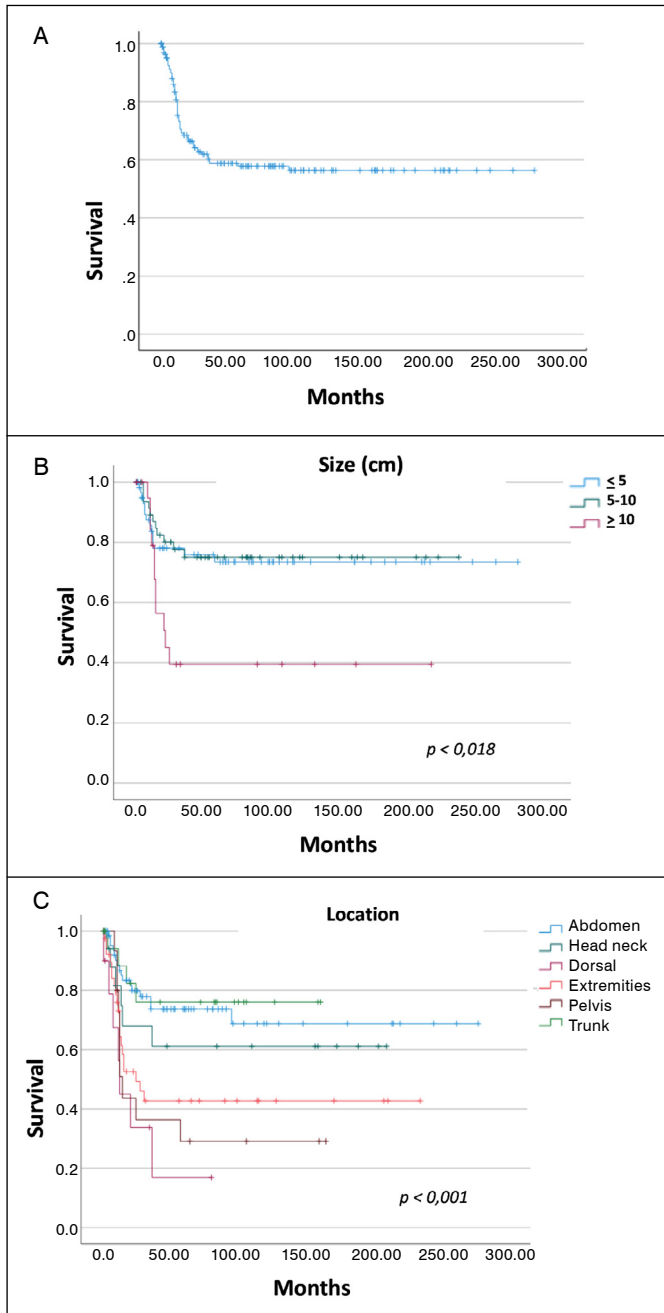 A
1.0
.8
.6
.4
.2
.0
Survival
0.0 50.00 100.00 150.00 200.00 250.00 300.00
Months
B
Size (cm)
≤ 5
5-10
≥ 10
1.0
0.8
0.6
0.4
0.2
0.0
Survival
p < 0,018
0.0 50.00 100.00 150.00 200.00 250.00 300.00
Months
C
Location
Abdomen
Head neck
Dorsal
Extremities
Pelvis
Trunk
1.0
0.8
0.6
0.4
0.2
0.0
Survival
p < 0,001
0.0 50.00 100.00 150.00 200.00 250.00 300.00
Months